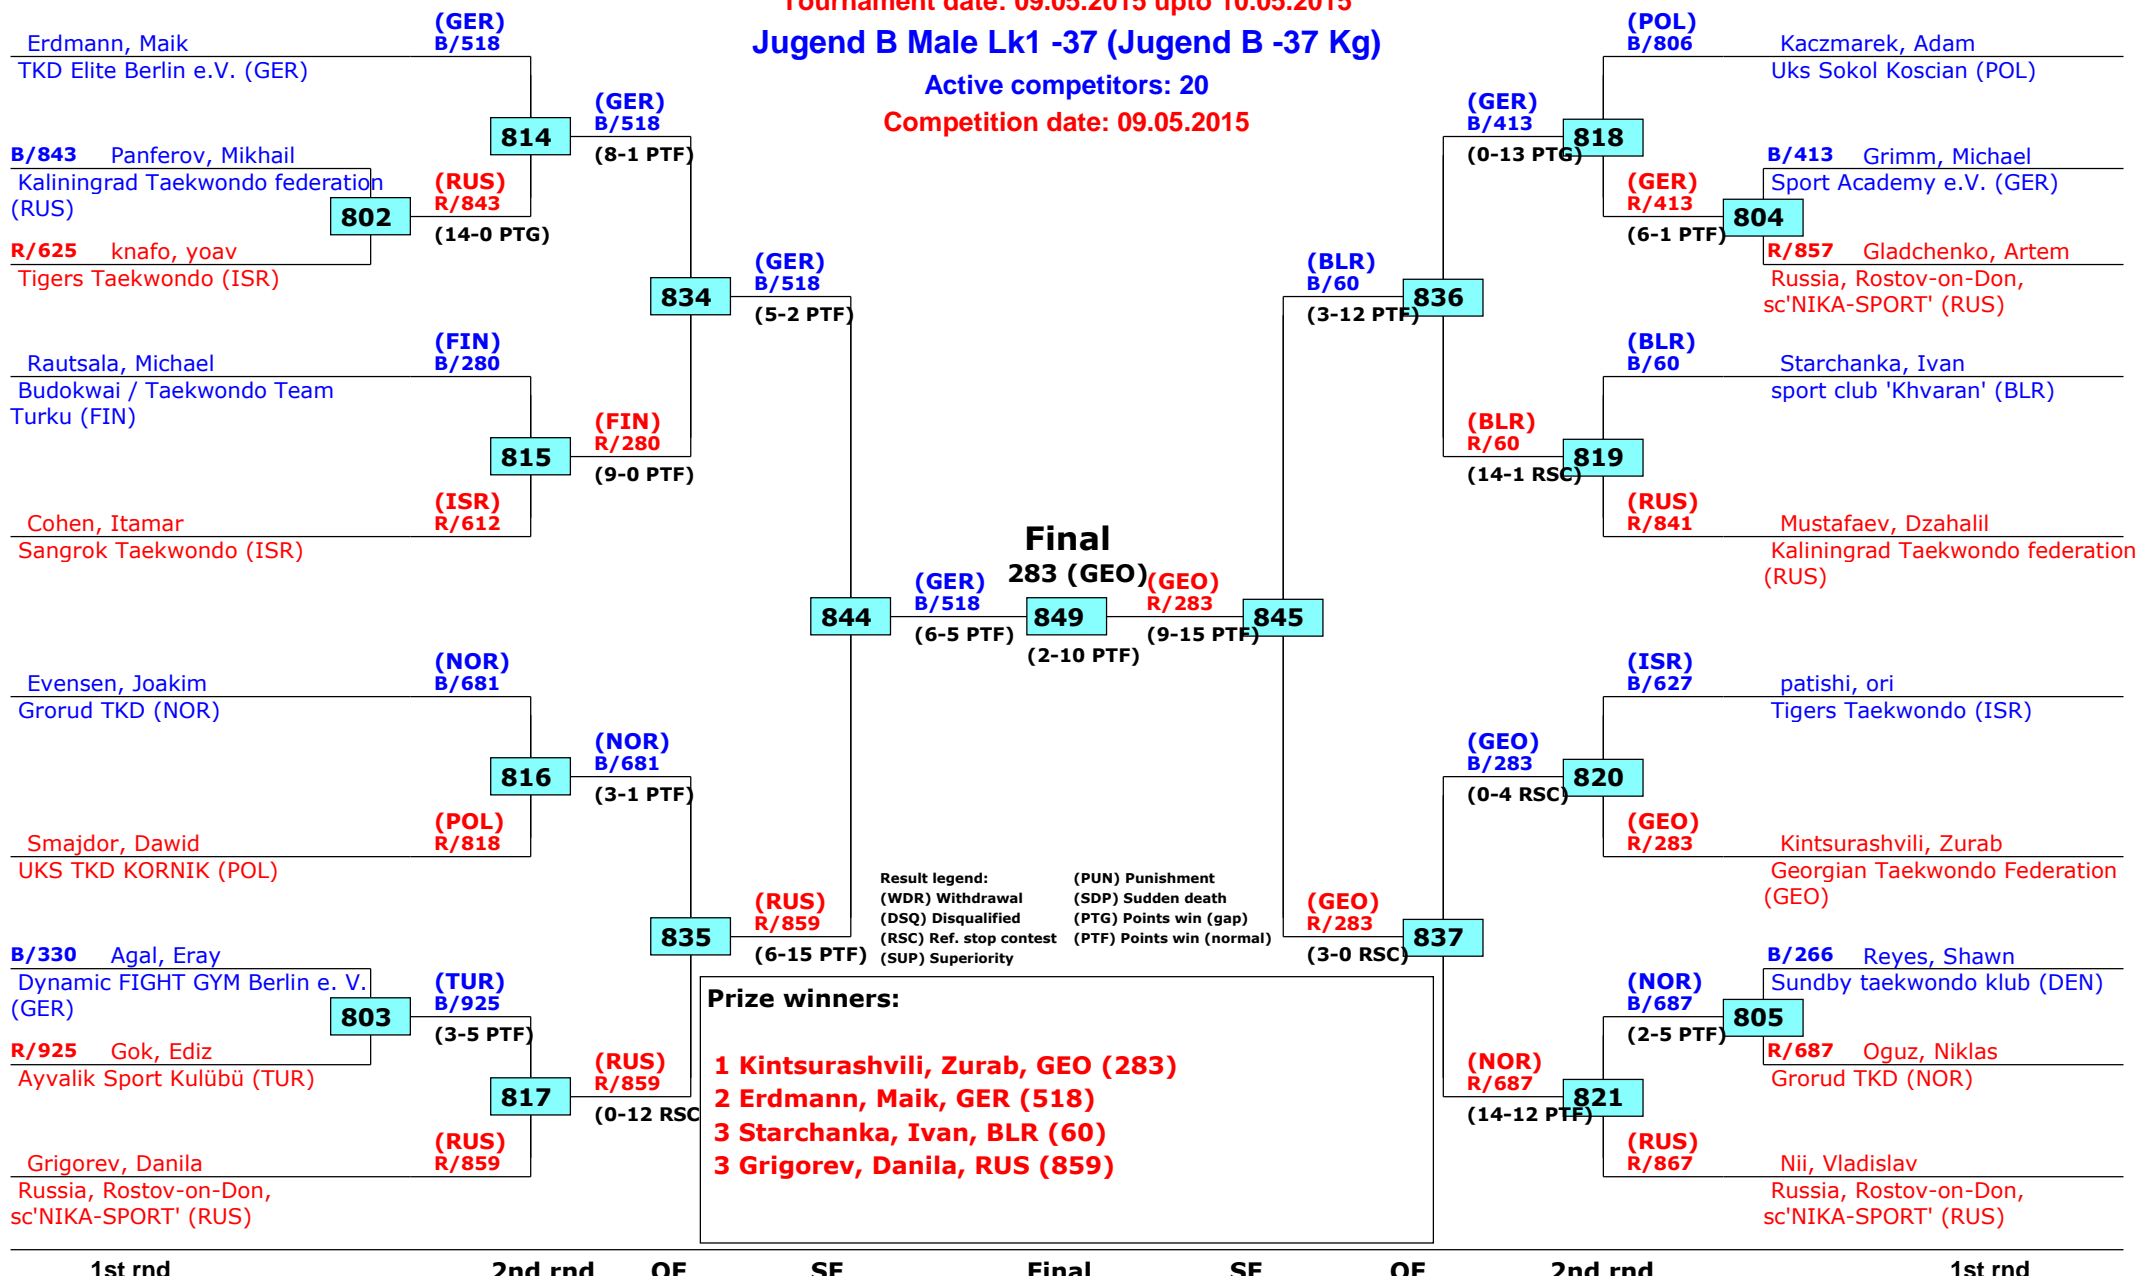 Tournament date: 09.05.2015 upto 10.05.2015
Jugend B Male Lk1 -37 (Jugend B -37 Kg)
Active competitors: 20
Competition date: 09.05.2015
Erdmann, Maik
TKD Elite Berlin e.V. (GER)
(GER)
B/518
B/843 Panferov, Mikhail
Kaliningrad Taekwondo federation
(RUS)
802
R/625 knafo, yoav
Tigers Taekwondo (ISR)
(RUS)
R/843
(14-0 PTG)
814
(GER)
B/518
(8-1 PTF)
Rautsala, Michael
Budokwai / Taekwondo Team
Turku (FIN)
(FIN)
B/280
815
Cohen, Itamar
Sangrok Taekwondo (ISR)
(ISR)
R/612
(FIN)
R/280
(9-0 PTF)
834
(GER)
B/518
(5-2 PTF)
Evensen, Joakim
Grorud TKD (NOR)
(NOR)
B/681
816
Smajdor, Dawid
UKS TKD KORNIK (POL)
(POL)
R/818
(NOR)
B/681
(3-1 PTF)
B/330 Agal, Eray
Dynamic FIGHT GYM Berlin e. V.
(GER)
803
R/925 Gok, Ediz
Ayvalik Sport Kulübü (TUR)
(TUR)
B/925
(3-5 PTF)
817
Grigorev, Danila
Russia, Rostov-on-Don,
sc'NIKA-SPORT' (RUS)
(RUS)
R/859
(RUS)
R/859
(0-12 RSC
835
(RUS)
R/859
(6-15 PTF)
844
(GER)
B/518
(6-5 PTF)
Final
283 (GEO)
849
(2-10 PTF)
(GEO)
R/283
(9-15 PTF)
845
(BLR)
B/60
(3-12 PTF)
836
(GER)
B/413
(0-13 PTG)
818
(POL)
B/806
Kaczmarek, Adam
Uks Sokol Koscian (POL)
(GER)
R/413
(6-1 PTF)
804
B/413 Grimm, Michael
Sport Academy e.V. (GER)
R/857 Gladchenko, Artem
Russia, Rostov-on-Don,
sc'NIKA-SPORT' (RUS)
(BLR)
R/60
(14-1 RSC)
819
(BLR)
B/60
Starchanka, Ivan
sport club 'Khvaran' (BLR)
(RUS)
R/841
Mustafaev, Dzahalil
Kaliningrad Taekwondo federation
(RUS)
(GEO)
R/283
(3-0 RSC)
837
(GEO)
B/283
(0-4 RSC)
820
(ISR)
B/627
patishi, ori
Tigers Taekwondo (ISR)
(GEO)
R/283
Kintsurashvili, Zurab
Georgian Taekwondo Federation
(GEO)
(NOR)
R/687
(14-12 PTF)
821
(NOR)
B/687
(2-5 PTF)
805
B/266 Reyes, Shawn
Sundby taekwondo klub (DEN)
R/687 Oguz, Niklas
Grorud TKD (NOR)
(RUS)
R/867
Nii, Vladislav
Russia, Rostov-on-Don,
sc'NIKA-SPORT' (RUS)
Result legend: (PUN) Punishment
(WDR) Withdrawal (SDP) Sudden death
(DSQ) Disqualified (PTG) Points win (gap)
(RSC) Ref. stop contest (PTF) Points win (normal)
(SUP) Superiority
Prize winners:
1 Kintsurashvili, Zurab, GEO (283)
2 Erdmann, Maik, GER (518)
3 Starchanka, Ivan, BLR (60)
3 Grigorev, Danila, RUS (859)
1st rnd 2nd rnd QF SF Final SF QF 2nd rnd 1st rnd